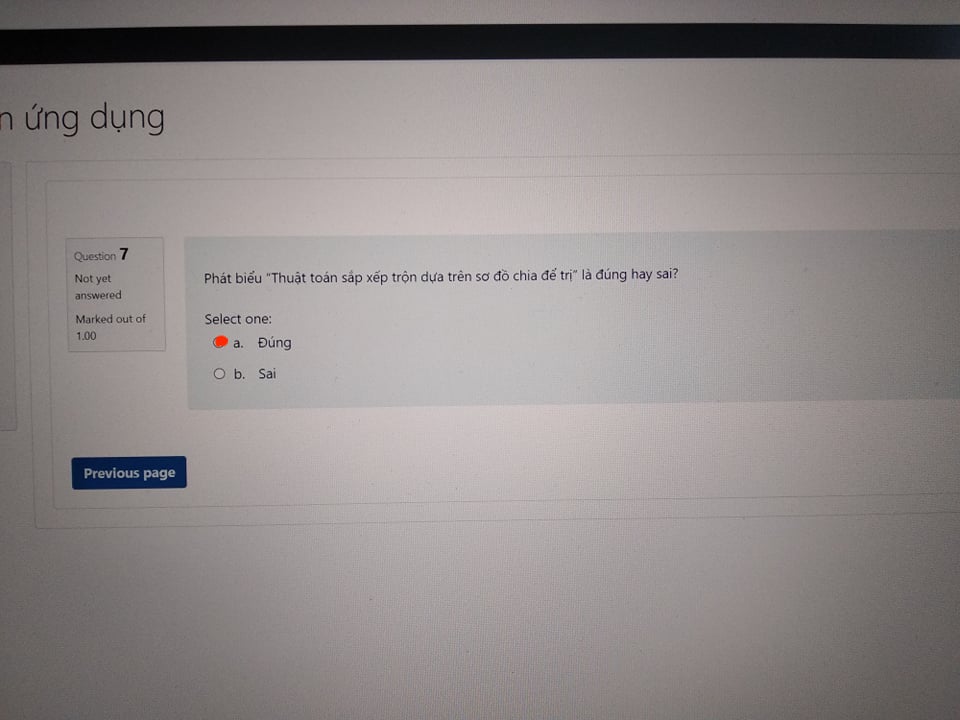 n ứng dụng
Question 7
Not yet
answered
Marked out of
1.00
Phát biểu "Thuật toán sắp xếp trộn dựa trên sơ đồ chia để trị" là đúng hay sai?
Select one:
a. Đúng
b. Sai
Previous page